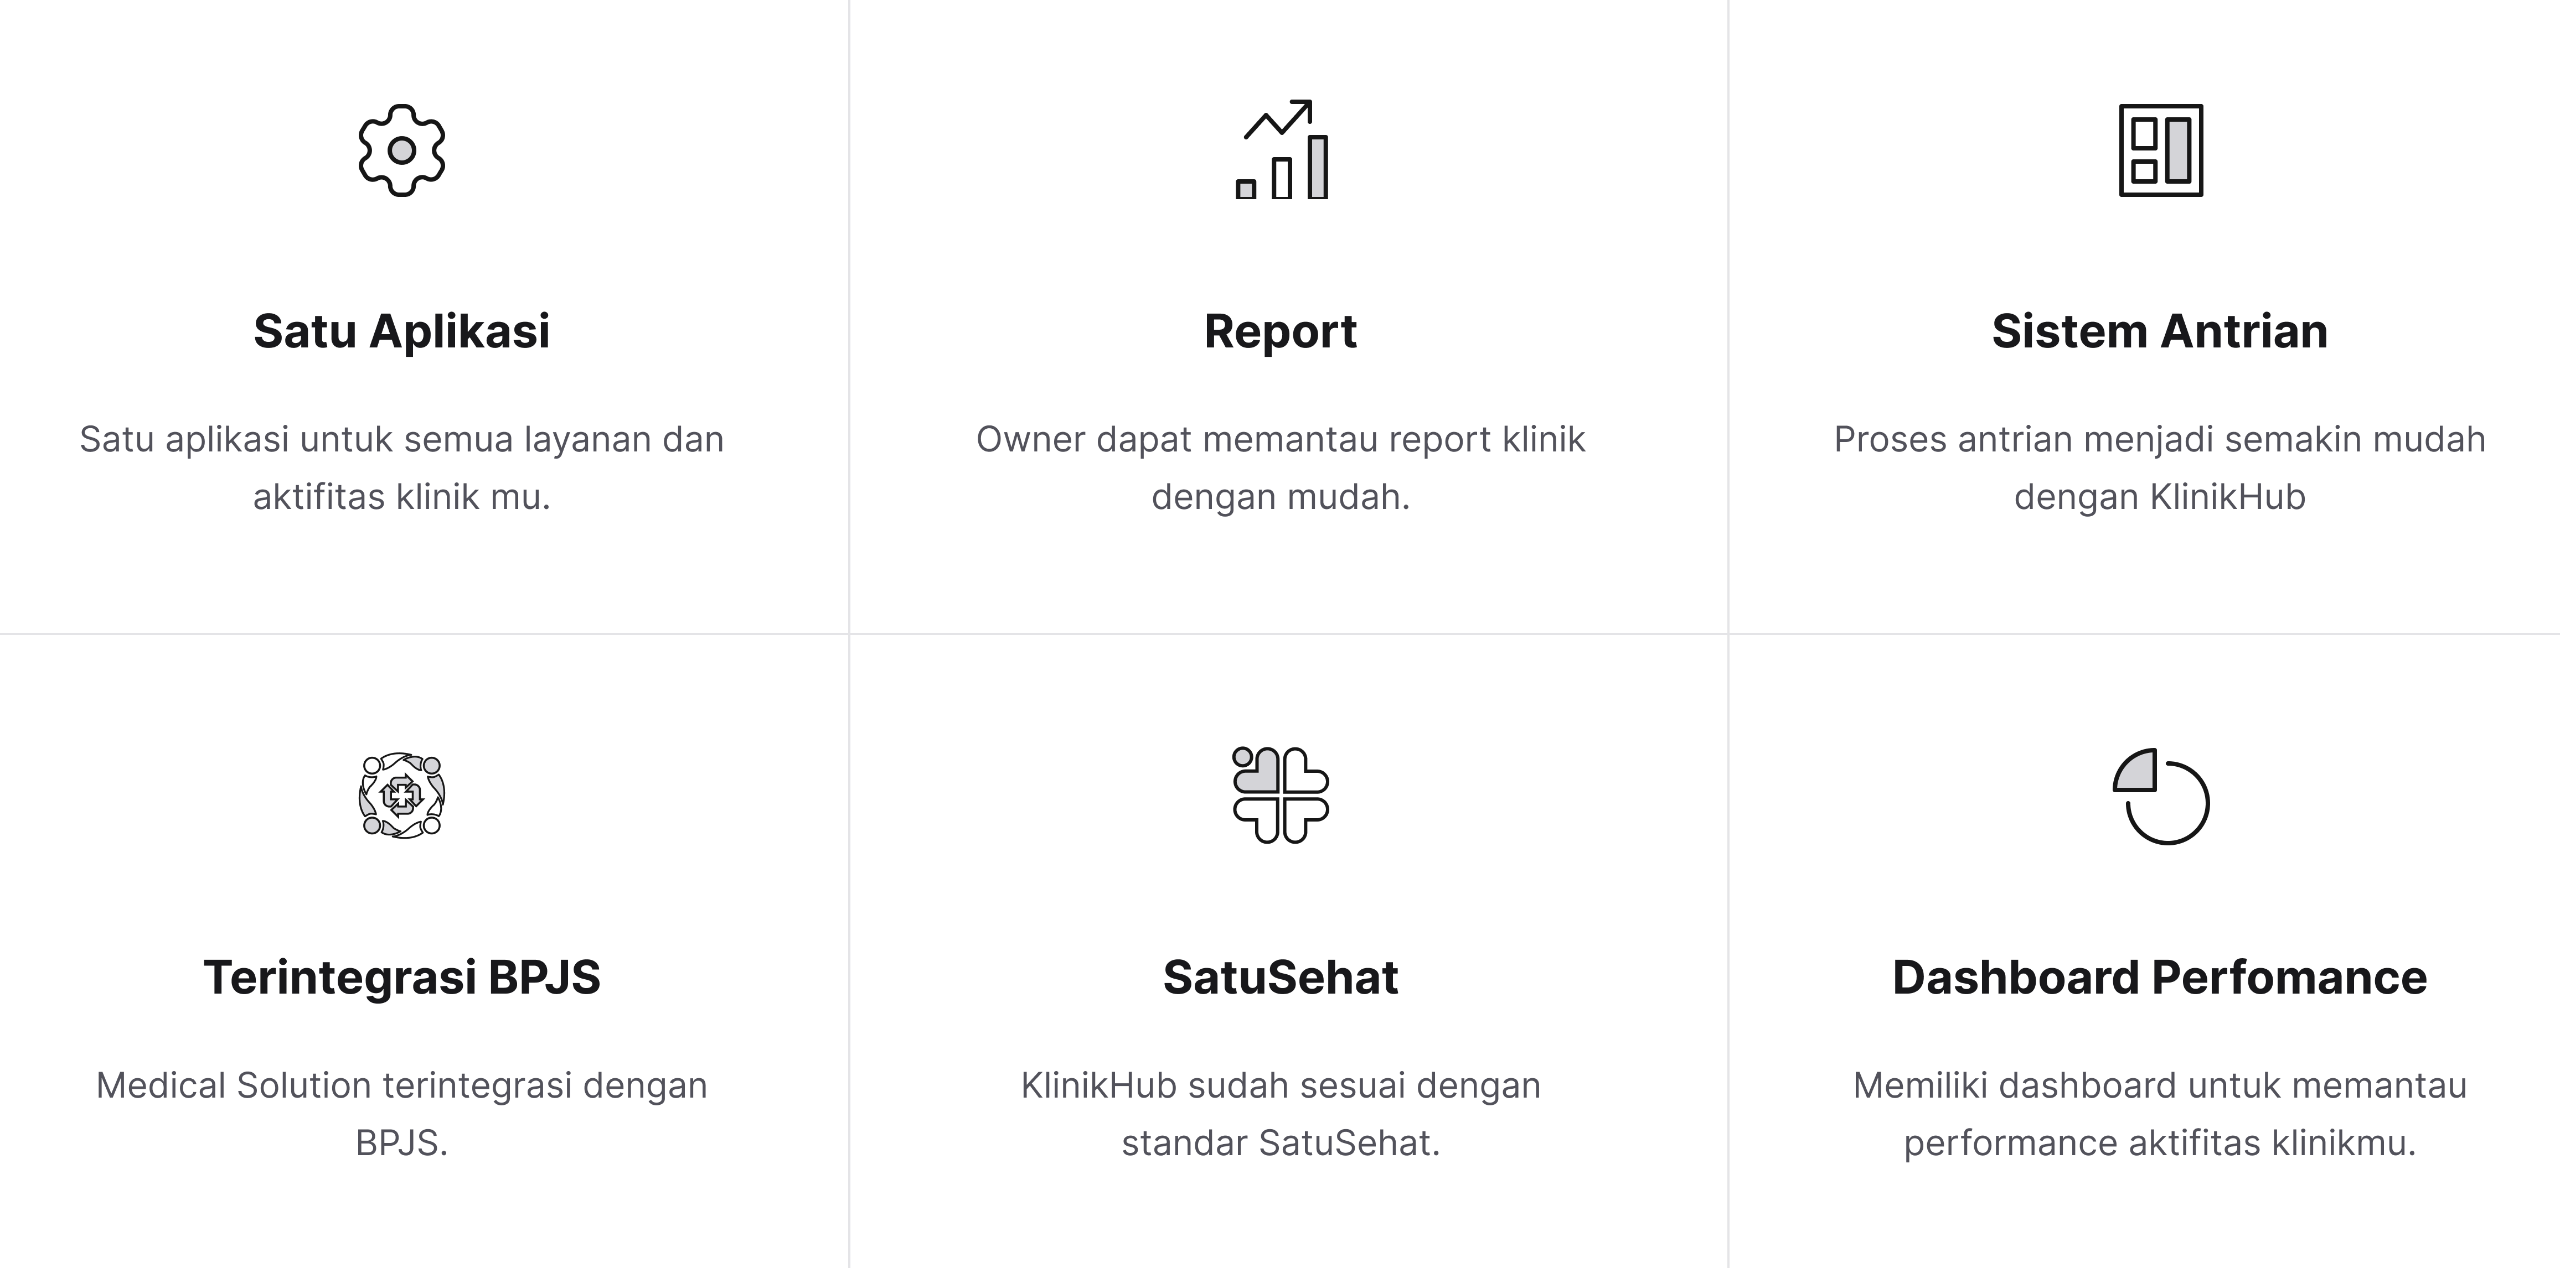 Satu Aplikasi
Satu aplikasi untuk semua layanan dan
aktifitas klinik mu.
Report
Owner dapat memantau report klinik
dengan mudah.
Sistem Antrian
Proses antrian menjadi semakin mudah
dengan KlinikHub
Terintegrasi BPJS
Medical Solution terintegrasi dengan
BPJS.
SatuSehat
KlinikHub sudah sesuai dengan
standar SatuSehat.
Dashboard Perfomance
Memiliki dashboard untuk memantau
performance aktifitas klinikmu.